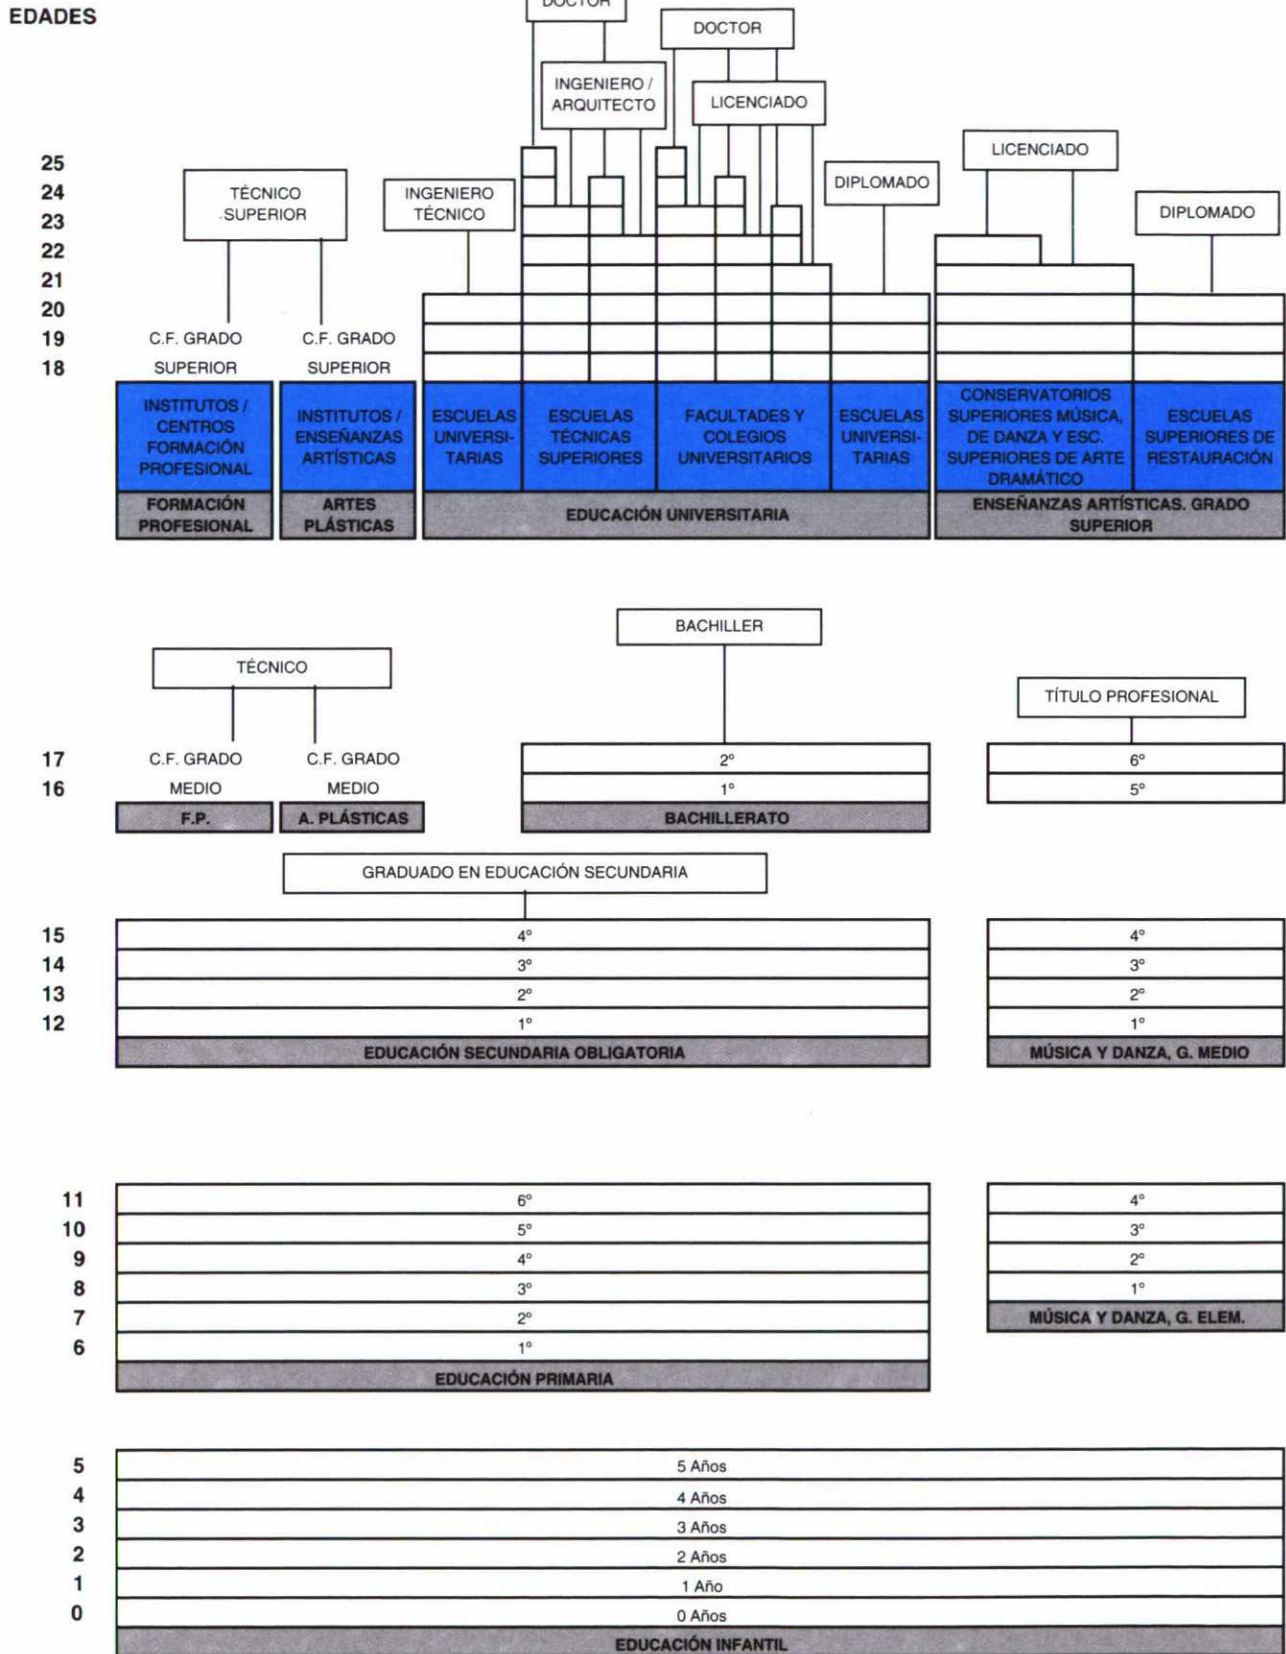 EDADES
DOCTOR
DOCTOR
INGENIERO /
ARQUITECTO
LICENCIADO
LICENCIADO
25
24
23
22
21
20
19
18
TÉCNICO
SUPERIOR
INGENIERO
TÉCNICO
DIPLOMADO
DIPLOMADO
C.F. GRADO
SUPERIOR
C.F. GRADO
SUPERIOR
INSTITUTOS /
CENTROS
FORMACIÓN
PROFESIONAL
INSTITUTOS /
ENSEÑANZAS
ARTÍSTICAS
ESCUELAS
UNIVERSI-
TARIAS
ESCUELAS
TÉCNICAS
SUPERIORES
FACULTADES Y
COLEGIOS
UNIVERSITARIOS
ESCUELAS
UNIVERSI-
TARIAS
CONSERVATORIOS
SUPERIORES MÚSICA,
DE DANZA Y ESC.
SUPERIORES DE ARTE
DRAMÁTICO
ESCUELAS
SUPERIORES DE
RESTAURACIÓN
FORMACIÓN
PROFESIONAL
ARTES
PLÁSTICAS
EDUCACIÓN UNIVERSITARIA
ENSEÑANZAS ARTÍSTICAS. GRADO
SUPERIOR
BACHILLER
TÉCNICO
TÍTULO PROFESIONAL
17
16
C.F. GRADO
MEDIO
C.F. GRADO
MEDIO
2º
1º
6º
5º
F.P.
A. PLÁSTICAS
BACHILLERATO
GRADUADO EN EDUCACIÓN SECUNDARIA
15 4º 4º
14 3º 3º
13 2º 2º
12 1º 1º
EDUCACIÓN SECUNDARIA OBLIGATORIA
MÚSICA Y DANZA, G. MEDIO
11 6º 4º
10 5º 3º
9 4º 2º
8 3º 1º
7 2º MÚSICA Y DANZA, G. ELEM.
6 1º
EDUCACIÓN PRIMARIA
5 5 Años
4 4 Años
3 3 Años
2 2 Años
1 1 Año
0 0 Años
EDUCACIÓN INFANTIL